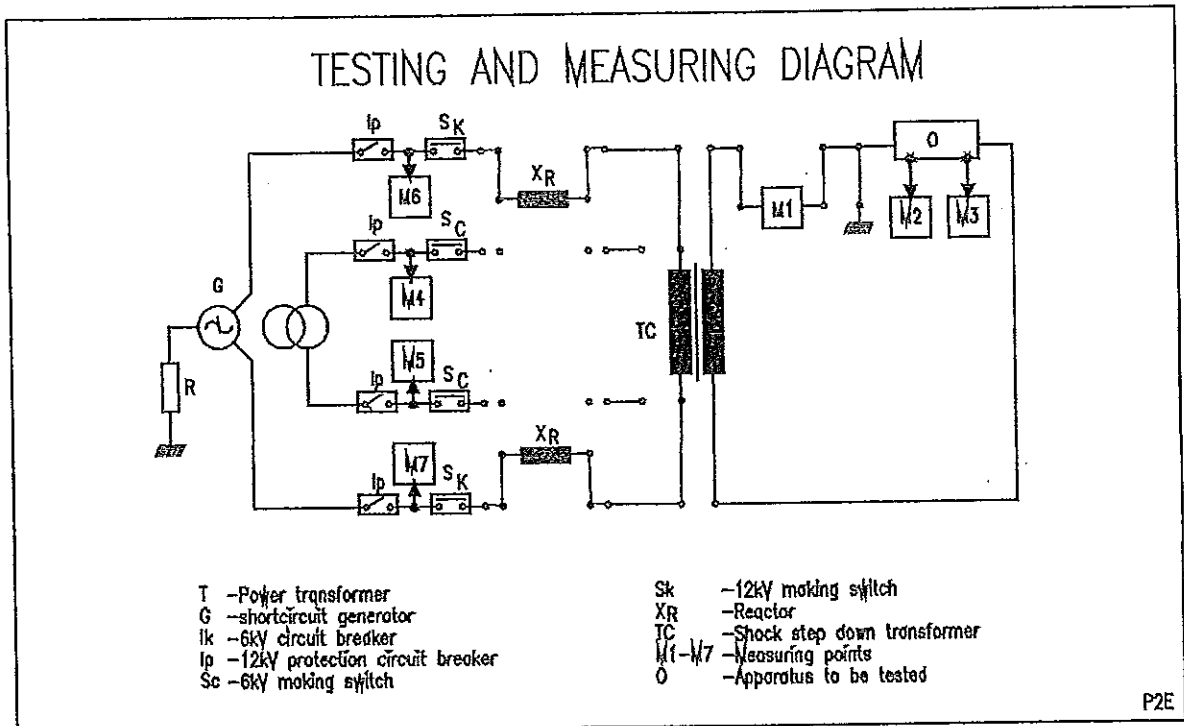 TESTING AND MEASURING DIAGRAM
Ip
SK
M6
XR
M1
O
M2
M3
Ip
SC
M4
G
TC
M5
R
Ip
SC
XR
M7
Ip
SK
T -Power transformer
G -shortcircuit generator
Ik -6kV circuit breaker
Ip -12kV protection circuit breaker
Sc -6kV making switch
Sk -12kV making switch
XR -Reactor
TC -Shock step down transformer
M1-M7 -Measuring points
O -Apparatus to be tested
P2E